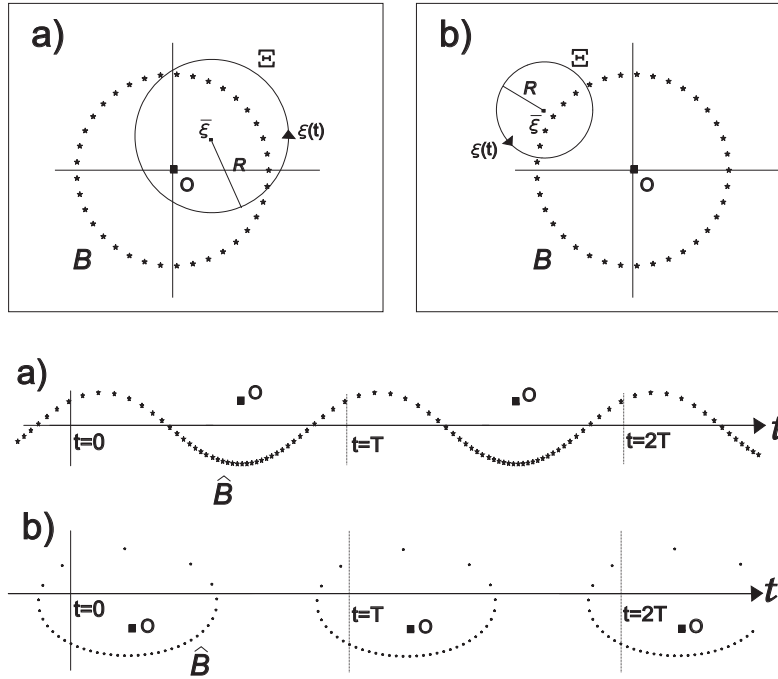 a)
Ξ
ξ̄
ξ(t)
R
O
B
b)
Ξ
R
ξ̄
ξ(t)
O
B
a)
O
O
t=0
t=T
t=2T
t
B̂
b)
t=0
O
t=T
O
t=2T
O
t
B̂